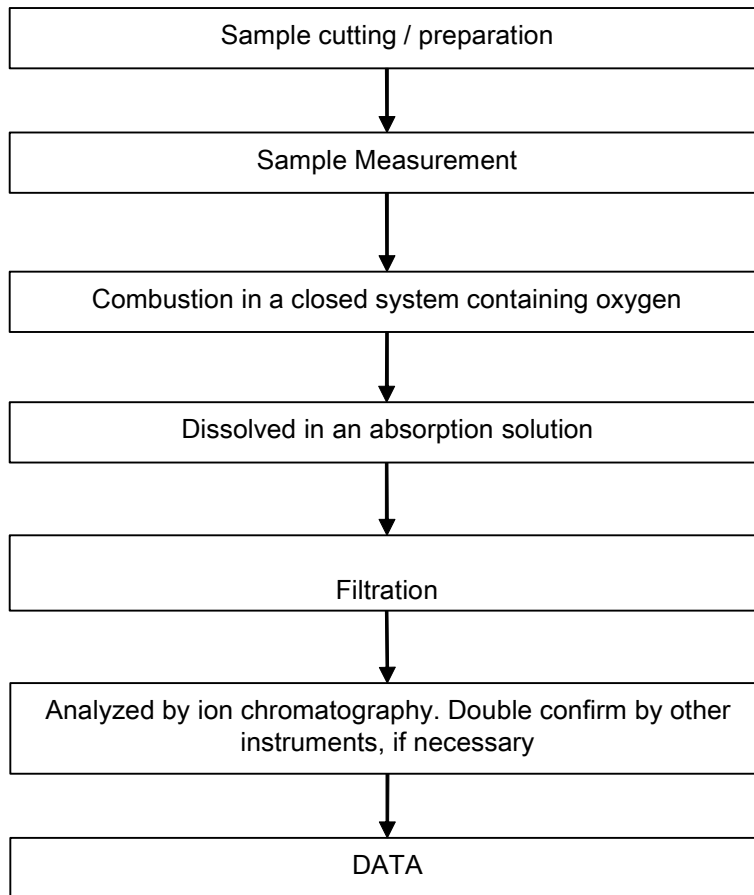 Sample cutting / preparation
Sample Measurement
Combustion in a closed system containing oxygen
Dissolved in an absorption solution
Filtration
Analyzed by ion chromatography. Double confirm by other
instruments, if necessary
DATA